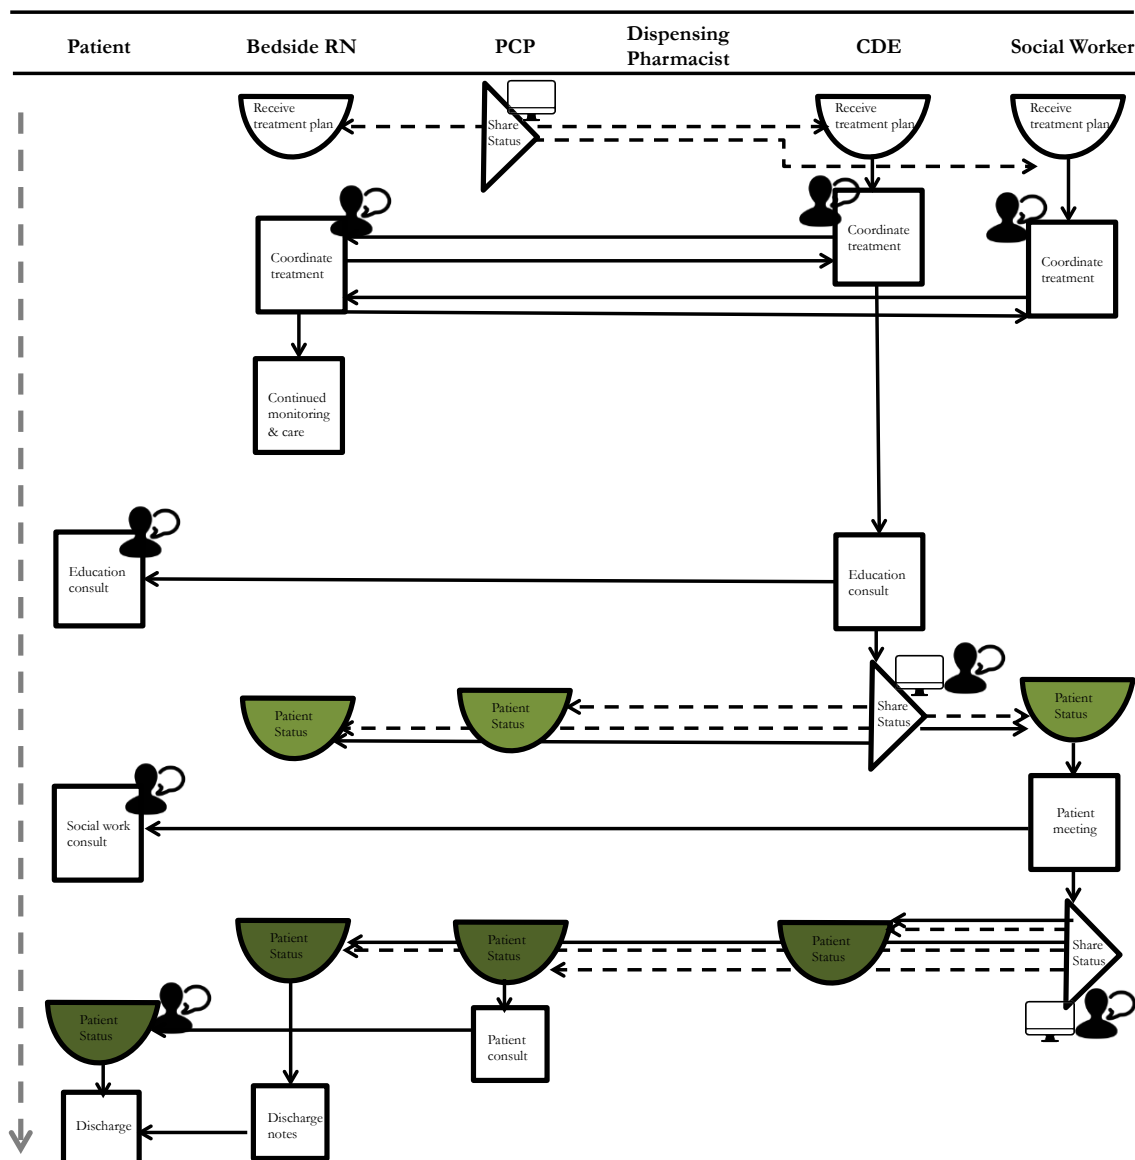 Patient
Bedside RN
PCP
Dispensing
Pharmacist
CDE
Social Worker
Receive
treatment plan
Share
Status
Receive
treatment plan
Receive
treatment plan
Coordinate
treatment
Coordinate
treatment
Coordinate
treatment
Continued
monitoring
& care
Education
consult
Education
consult
Patient
Status
Patient
Status
Share
Status
Patient
Status
Social work
consult
Patient
meeting
Patient
Status
Patient
Status
Patient
Status
Share
Status
Patient
Status
Patient
consult
Discharge
Discharge
notes